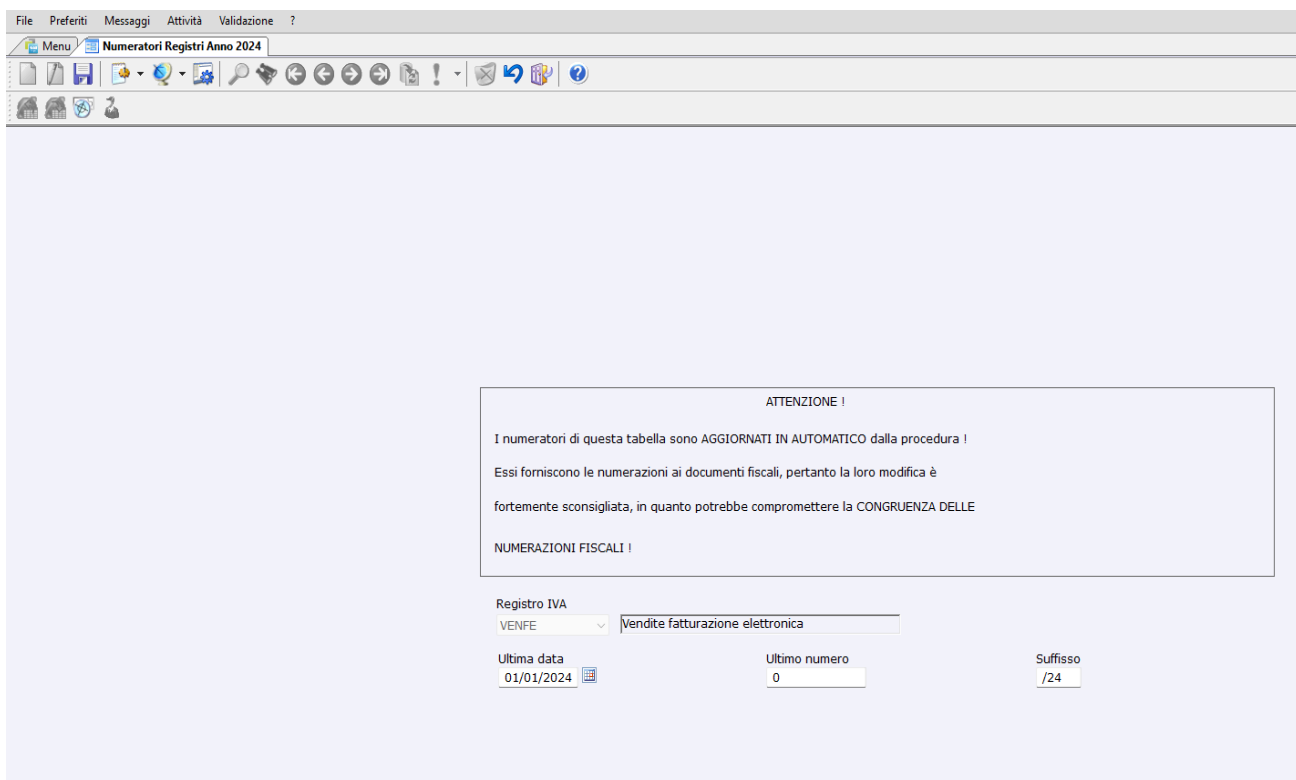 File Preferiti Messaggi Attività Validazione ?
Menu Numeratori Registri Anno 2024
ATTENZIONE !
I numeratori di questa tabella sono AGGIORNATI IN AUTOMATICO dalla procedura !
Essi forniscono le numerazioni ai documenti fiscali, pertanto la loro modifica è
fortemente sconsigliata, in quanto potrebbe compromettere la CONGRUENZA DELLE
NUMERAZIONI FISCALI !
Registro IVA
VENFE Vendite fatturazione elettronica
Ultima data Ultimo numero Suffisso
01/01/2024 0 /24